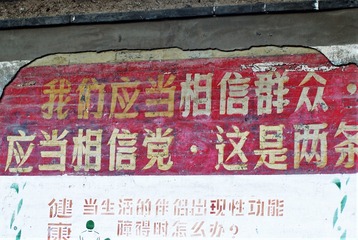 我们应当相信群众·
应当相信党·这是两条
健康
当生活的伴侣出现性功能
障碍时怎么办?